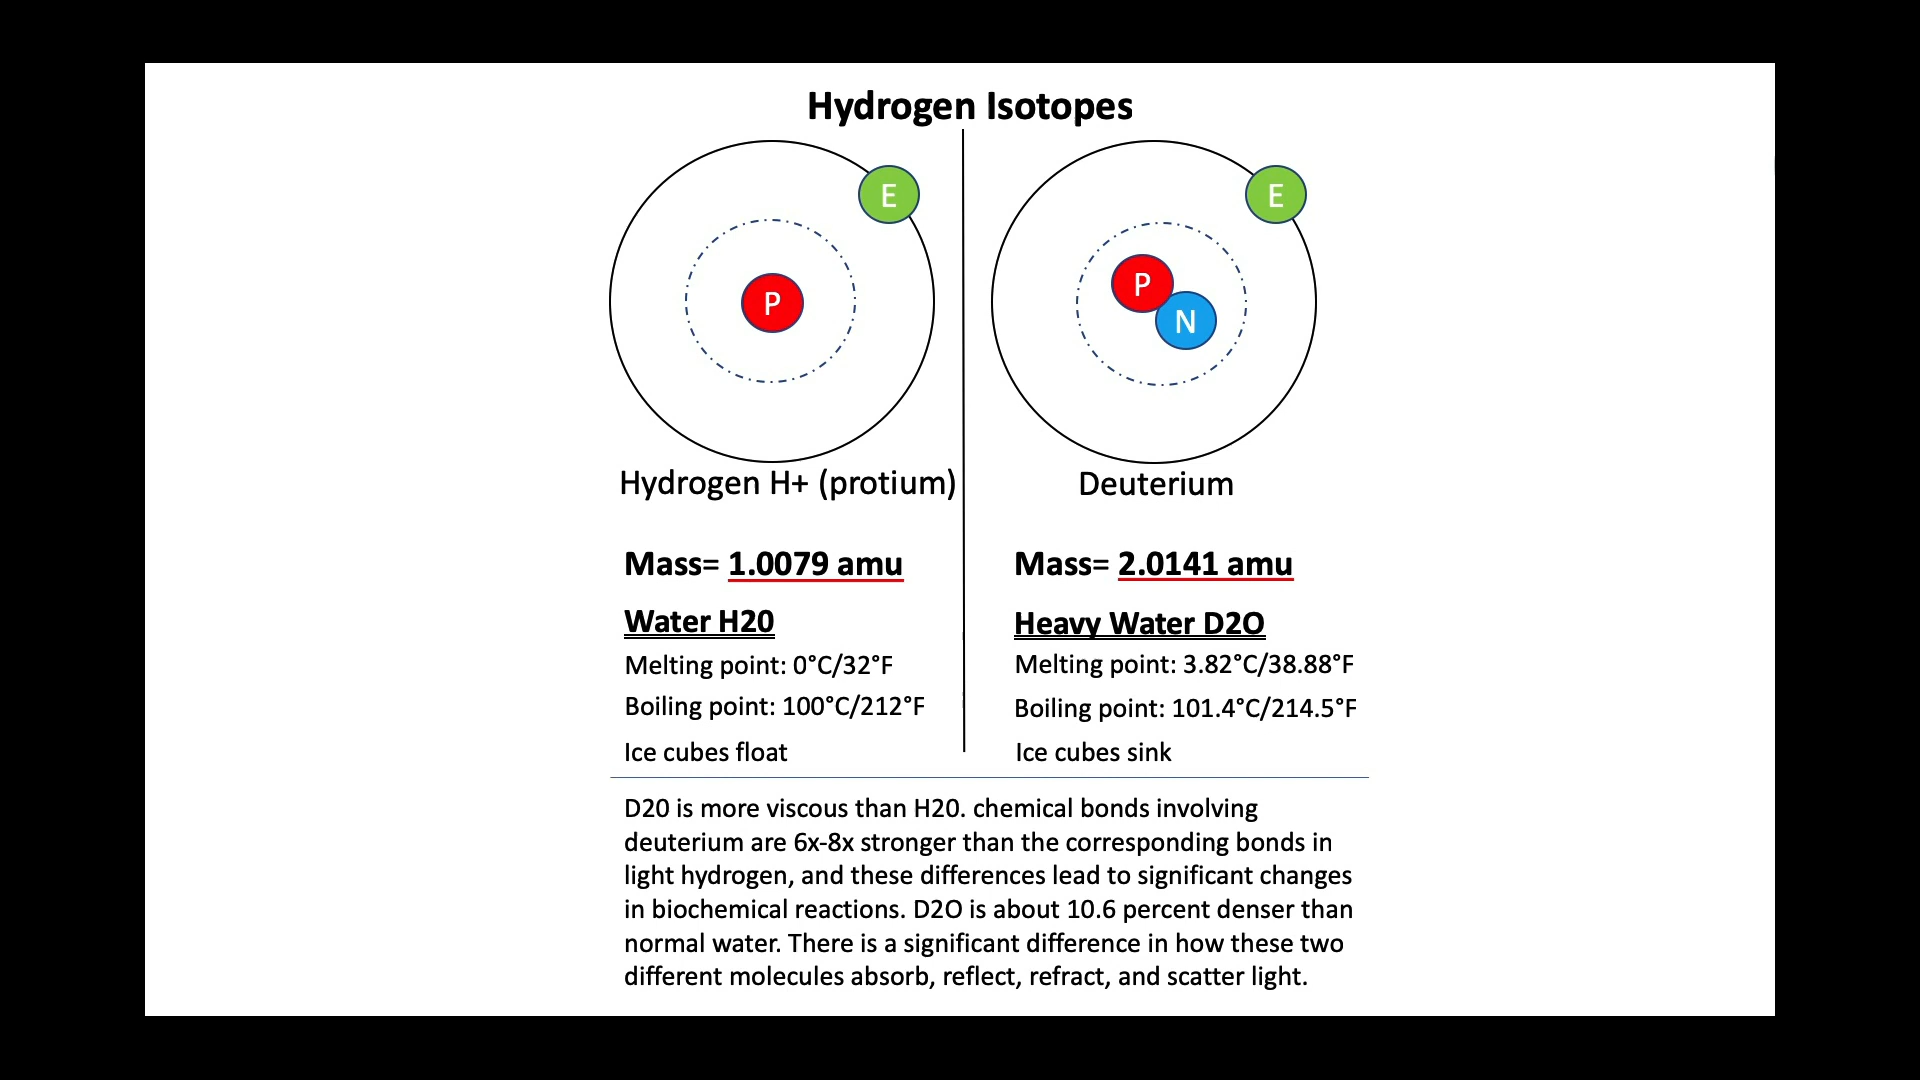 Hydrogen Isotopes
E
P
E
P
N
Hydrogen H+ (protium)
Deuterium
Mass= 1.0079 amu
Mass= 2.0141 amu
Water H20
Melting point: 0°C/32°F
Boiling point: 100°C/212°F
Ice cubes float
Heavy Water D2O
Melting point: 3.82°C/38.88°F
Boiling point: 101.4°C/214.5°F
Ice cubes sink
D20 is more viscous than H20. chemical bonds involving
deuterium are 6x-8x stronger than the corresponding bonds in
light hydrogen, and these differences lead to significant changes
in biochemical reactions. D2O is about 10.6 percent denser than
normal water. There is a significant difference in how these two
different molecules absorb, reflect, refract, and scatter light.